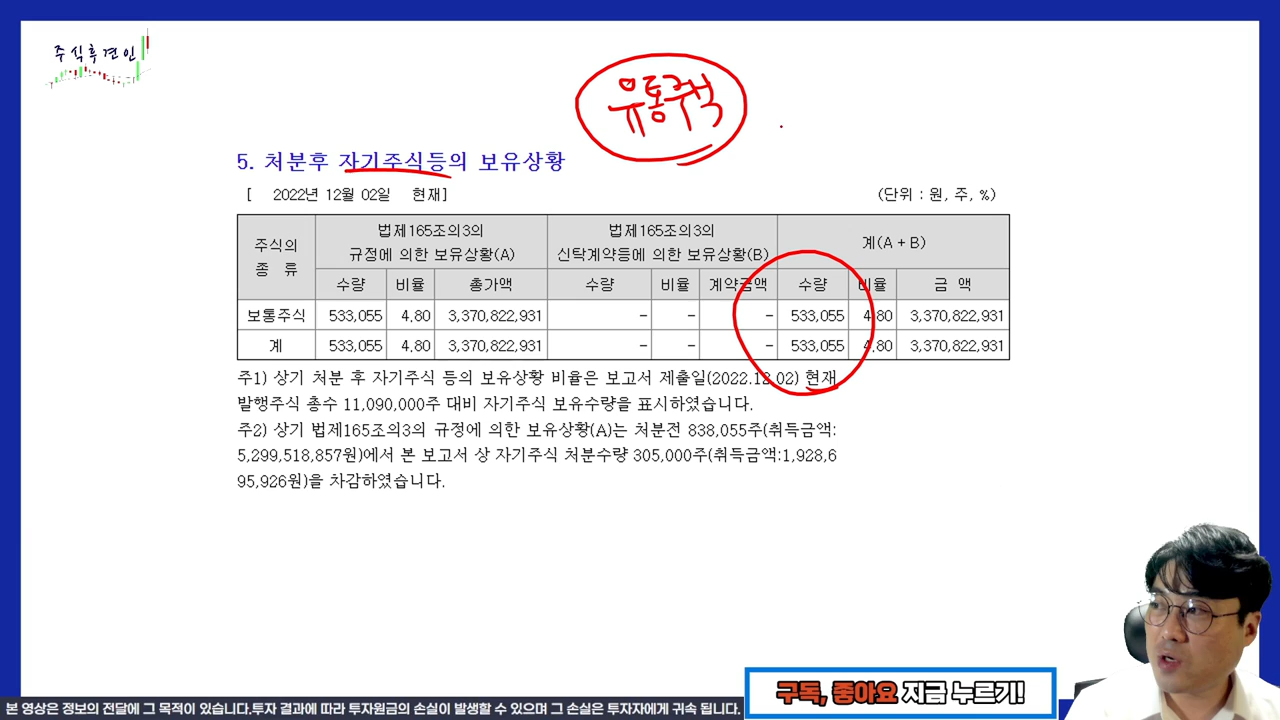 주식후견인
유통주식
5. 처분후 자기주식등의 보유상황
[ 2022년 12월 02일 현재]
(단위 : 원, 주, %)
주식의 종 류
법제165조의3의 규정에 의한 보유상황(A)
법제165조의3의 신탁계약등에 의한 보유상황(B)
계(A + B)
수량 비율 총가액 수량 비율 계약금액 수량 비율 금 액
보통주식 533,055 4.80 3,370,822,931 - - - 533,055 4.80 3,370,822,931
계 533,055 4.80 3,370,822,931 - - - 533,055 4.80 3,370,822,931
주1) 상기 처분 후 자기주식 등의 보유상황 비율은 보고서 제출일(2022.12.02) 현재
발행주식 총수 11,090,000주 대비 자기주식 보유수량을 표시하였습니다.
주2) 상기 법제165조의3의 규정에 의한 보유상황(A)는 처분전 838,055주(취득금액:
5,299,518,857원)에서 본 보고서 상 자기주식 처분수량 305,000주(취득금액:1,928,6
95,926원)을 차감하였습니다.
구독, 좋아요 지금 누르기!
본 영상은 정보의 전달에 그 목적이 있습니다.투자 결과에 따라 투자원금의 손실이 발생할 수 있으며 그 손실은 투자자에게 귀속 됩니다.